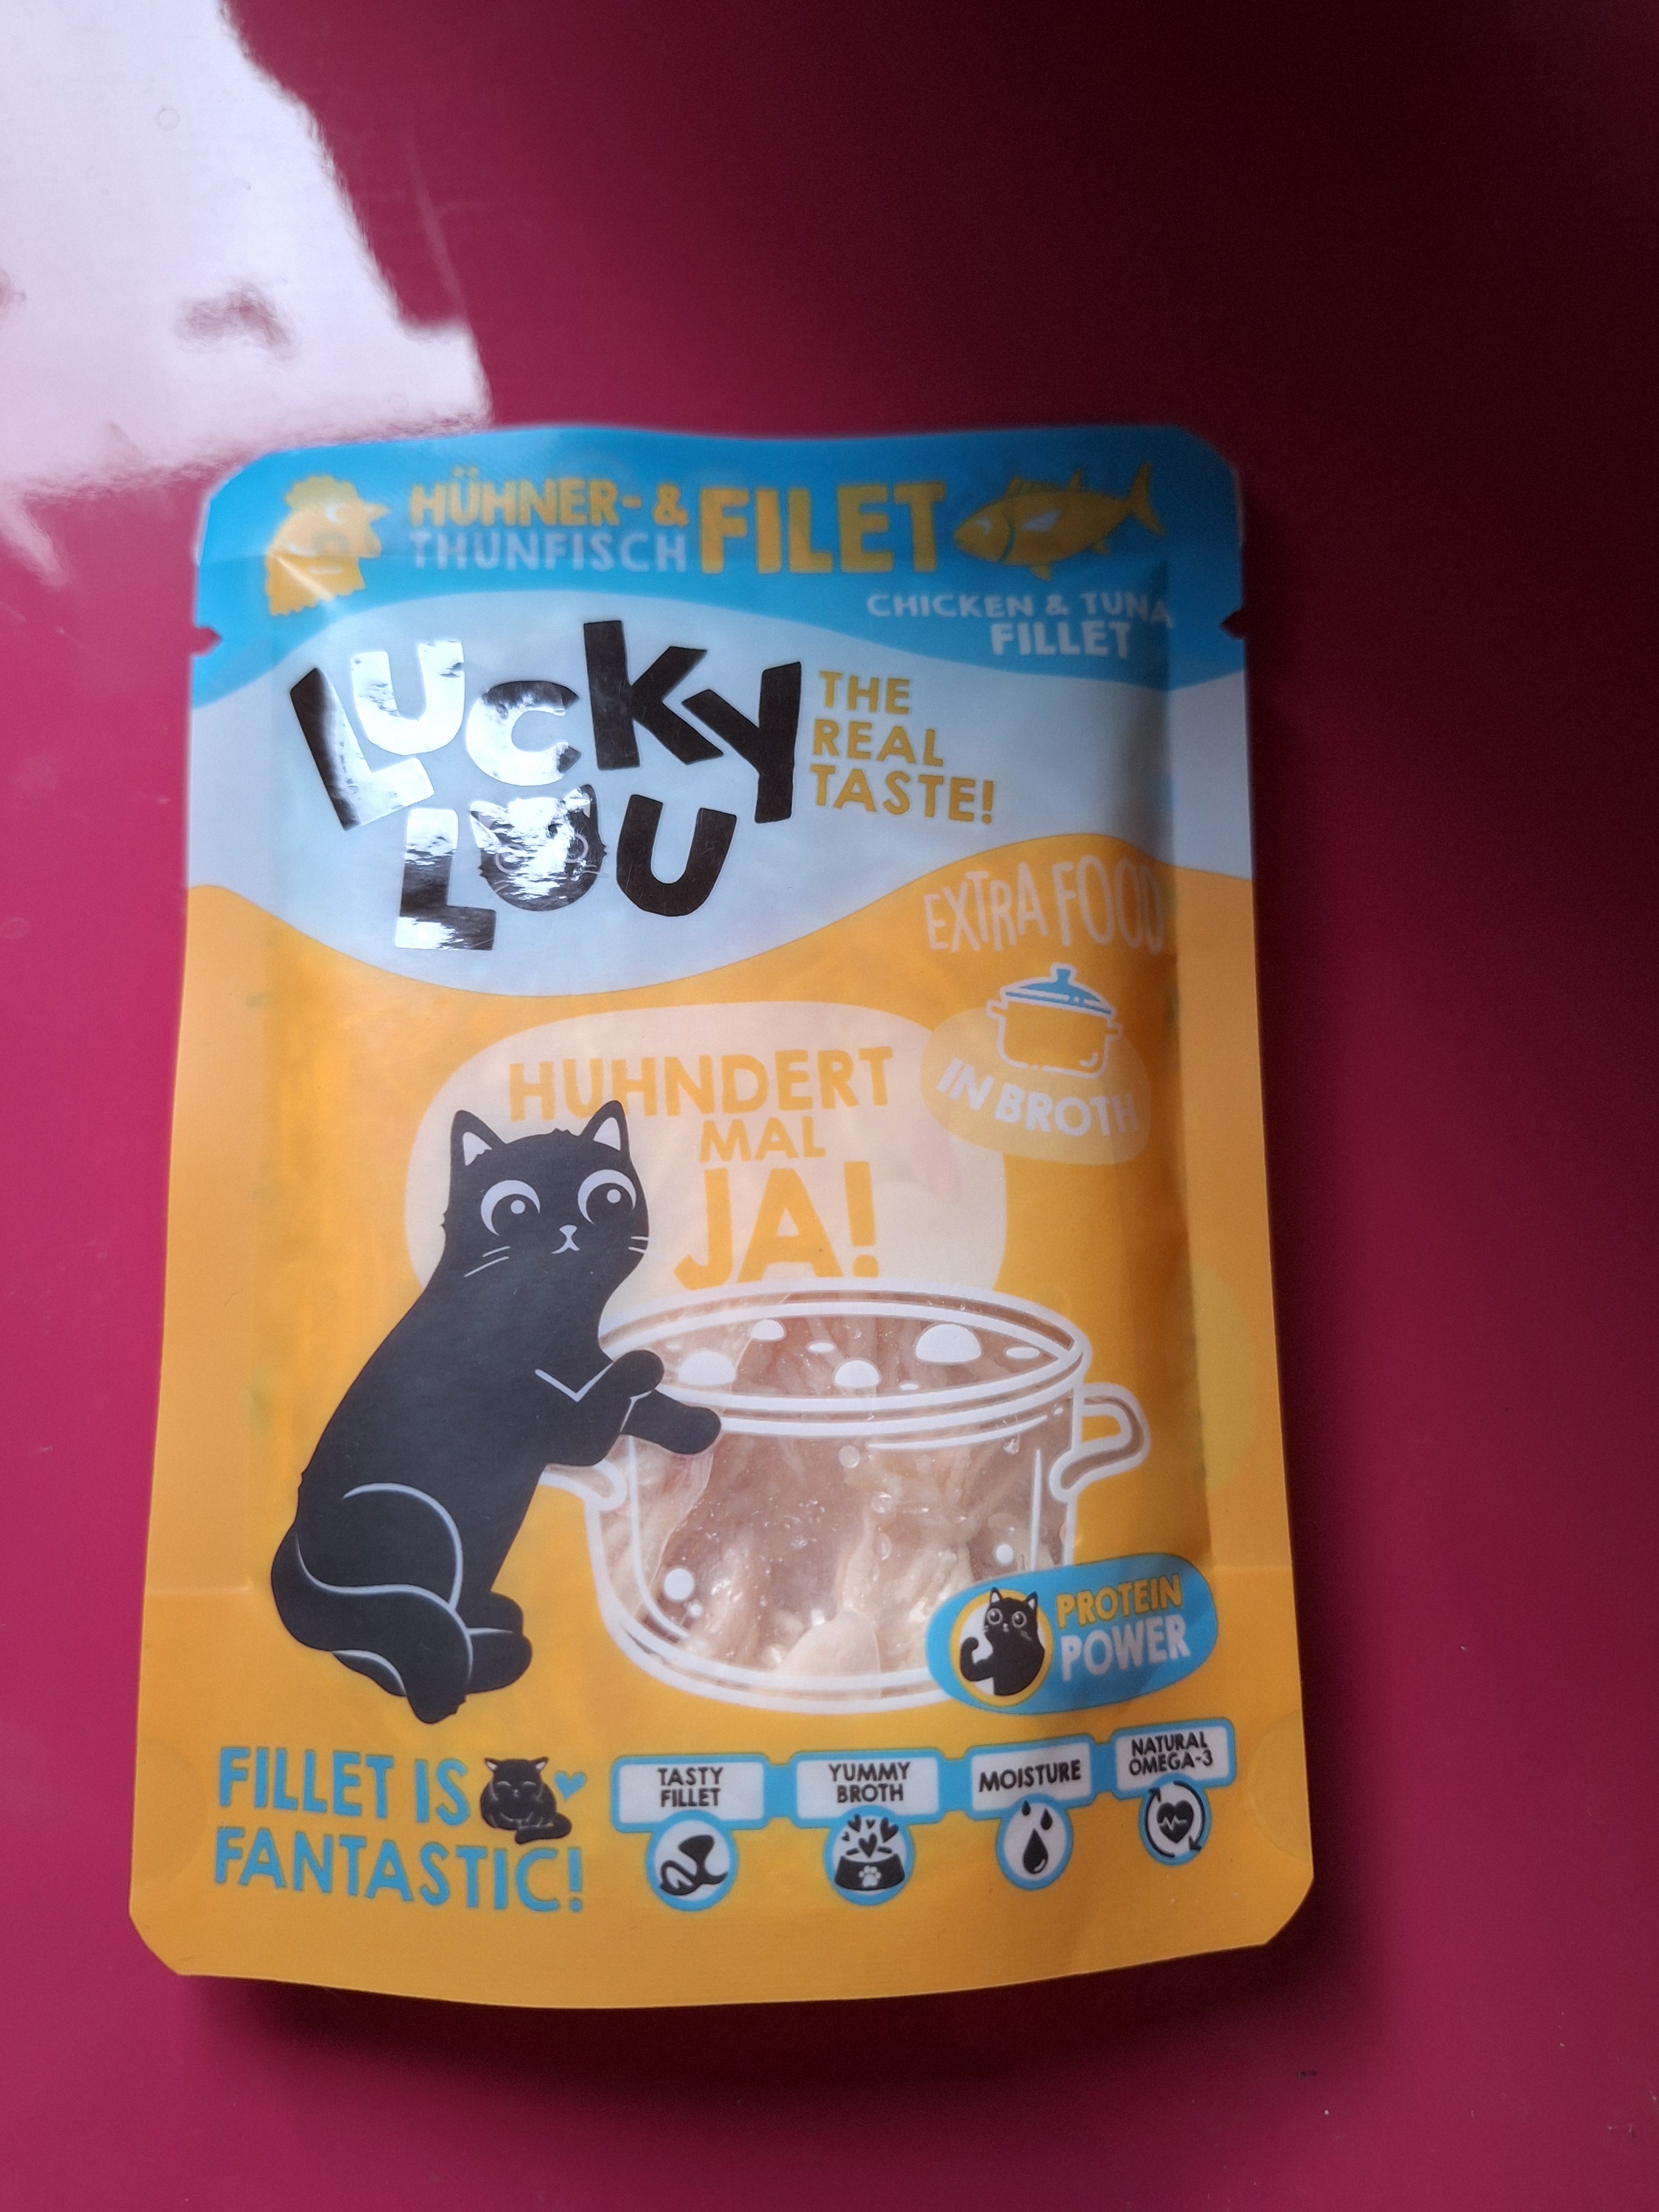 HÜHNER- &
THUNFISCH
FILET
CHICKEN & TUNA
FILLET
LUCKY
LOU
THE
REAL
TASTE!
EXTRA FOOD
IN BROTH
HUHNDERT
MAL
JA!
PROTEIN
POWER
FILLET IS
FANTASTIC!
TASTY
FILLET
YUMMY
BROTH
MOISTURE
NATURAL
OMEGA-3